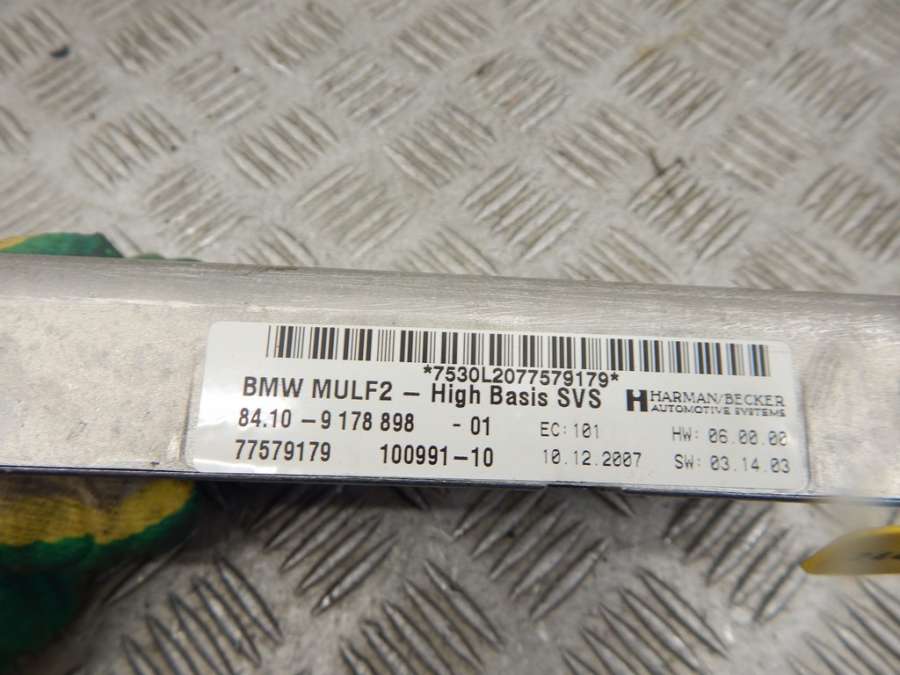 *7530L2077579179*
BMW MULF2 – High Basis SVS
HARMAN/BECKER
AUTOMOTIVE SYSTEMS
84.10 - 9 178 898 - 01 EC: 101 HW: 06.00.00
77579179 100991-10 10.12.2007 SW: 03.14.03